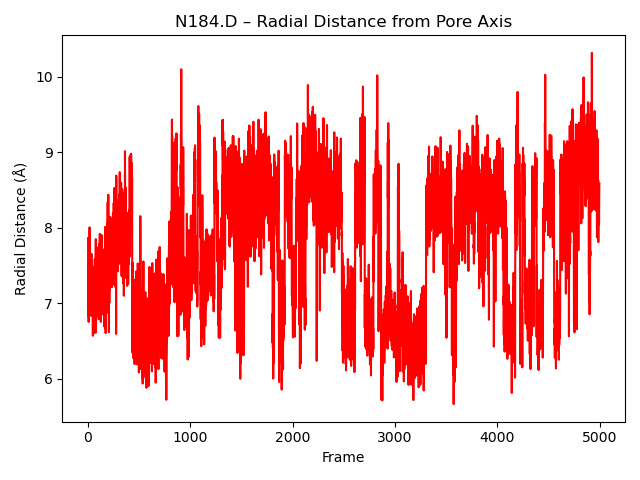 N184.D – Radial Distance from Pore Axis
Radial Distance (Å)
10
9
8
7
6
0 1000 2000 3000 4000 5000
Frame